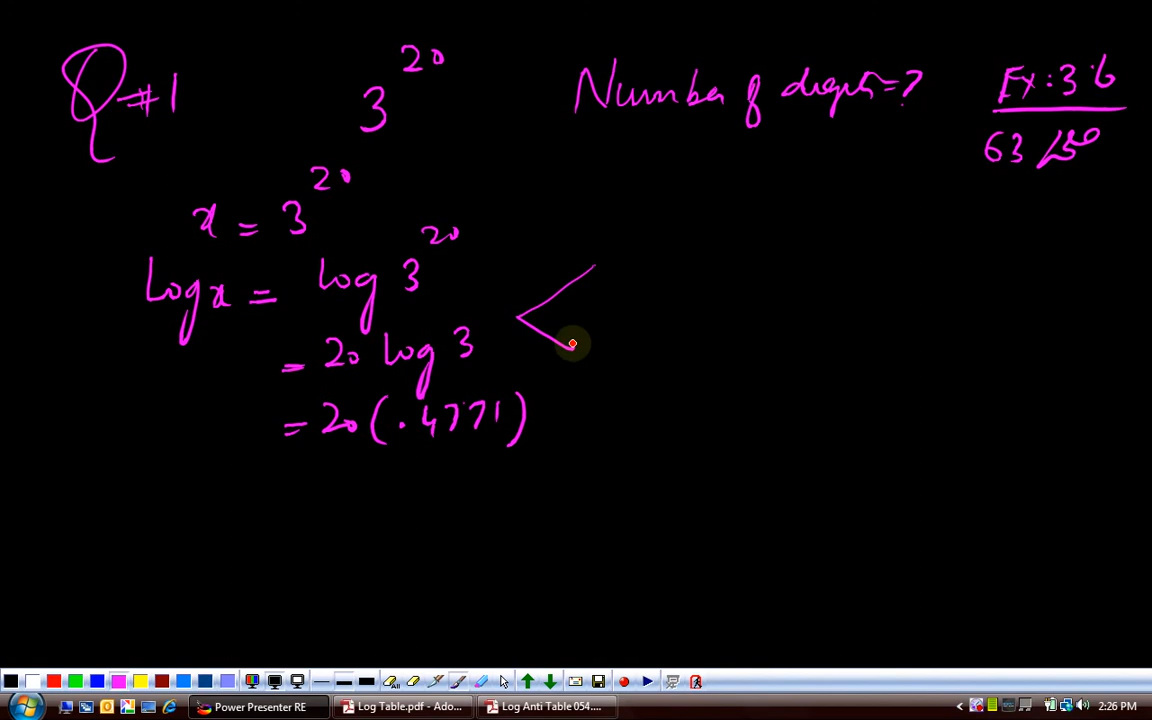 Q#1 3^20 Number of digits=? Ex:3.6
63/50
x = 3^20
Log x = log 3^20
= 20 log 3
= 20(.4771)
Power Presenter RE Log Table.pdf - Ado... Log Anti Table 054.... 2:26 PM